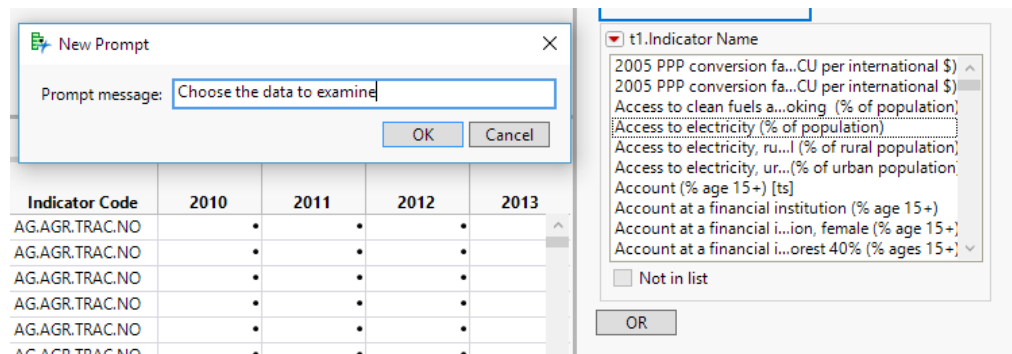 New Prompt
Prompt message: Choose the data to examine
OK Cancel
Indicator Code 2010 2011 2012 2013
AG.AGR.TRAC.NO
AG.AGR.TRAC.NO
AG.AGR.TRAC.NO
AG.AGR.TRAC.NO
AG.AGR.TRAC.NO
AG.AGR.TRAC.NO
t1.Indicator Name
2005 PPP conversion fa...CU per international $)
2005 PPP conversion fa...CU per international $)
Access to clean fuels a...oking (% of population)
Access to electricity (% of population)
Access to electricity, ru...l (% of rural population)
Access to electricity, ur...(% of urban population)
Account (% age 15+) [ts]
Account at a financial institution (% age 15+)
Account at a financial i...ion, female (% age 15+)
Account at a financial i...orest 40% (% ages 15+)
Not in list
OR